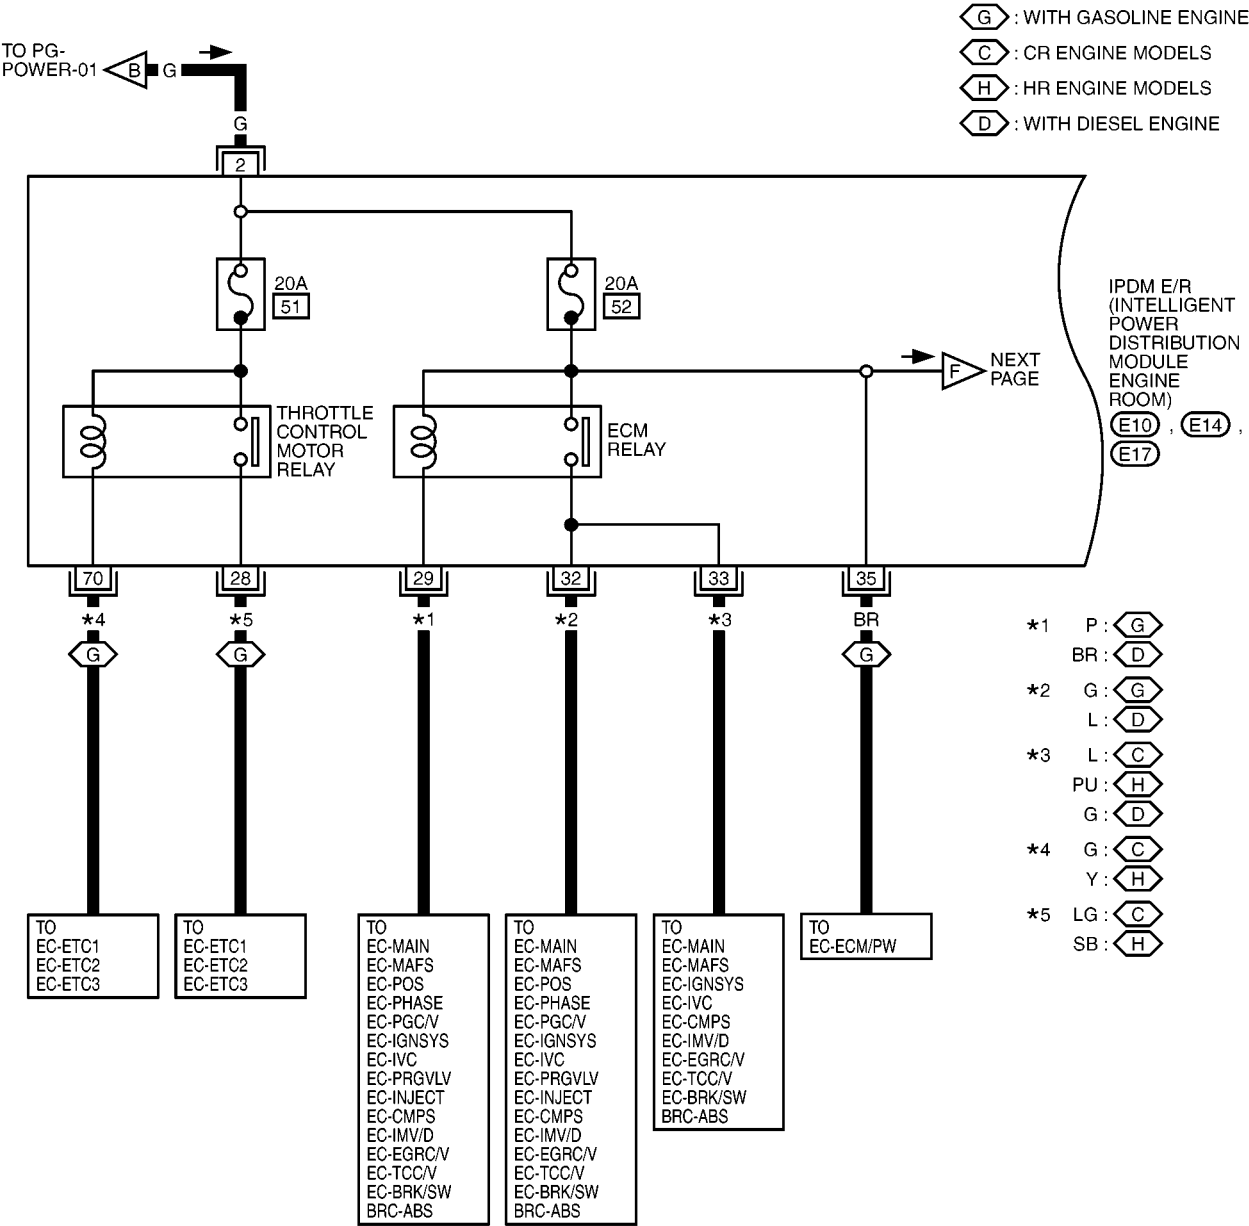 G : WITH GASOLINE ENGINE
C : CR ENGINE MODELS
H : HR ENGINE MODELS
D : WITH DIESEL ENGINE
TO PG-
POWER-01
B
G
G
2
20A
51
20A
52
F
NEXT
PAGE
THROTTLE
CONTROL
MOTOR
RELAY
ECM
RELAY
IPDM E/R
(INTELLIGENT
POWER
DISTRIBUTION
MODULE
ENGINE
ROOM)
E10 , E14 ,
E17
70
28
29
32
33
35
★4
★5
★1
★2
★3
BR
G
G
G
★1 P : G
BR : D
★2 G : G
L : D
★3 L : C
PU : H
G : D
★4 G : C
Y : H
★5 LG : C
SB : H
TO
EC-ETC1
EC-ETC2
EC-ETC3
TO
EC-ETC1
EC-ETC2
EC-ETC3
TO
EC-MAIN
EC-MAFS
EC-POS
EC-PHASE
EC-PGC/V
EC-IGNSYS
EC-IVC
EC-PRGVLV
EC-INJECT
EC-CMPS
EC-IMV/D
EC-EGRC/V
EC-TCC/V
EC-BRK/SW
BRC-ABS
TO
EC-MAIN
EC-MAFS
EC-POS
EC-PHASE
EC-PGC/V
EC-IGNSYS
EC-IVC
EC-PRGVLV
EC-INJECT
EC-CMPS
EC-IMV/D
EC-EGRC/V
EC-TCC/V
EC-BRK/SW
BRC-ABS
TO
EC-MAIN
EC-MAFS
EC-IGNSYS
EC-IVC
EC-CMPS
EC-IMV/D
EC-EGRC/V
EC-TCC/V
EC-BRK/SW
BRC-ABS
TO
EC-ECM/PW